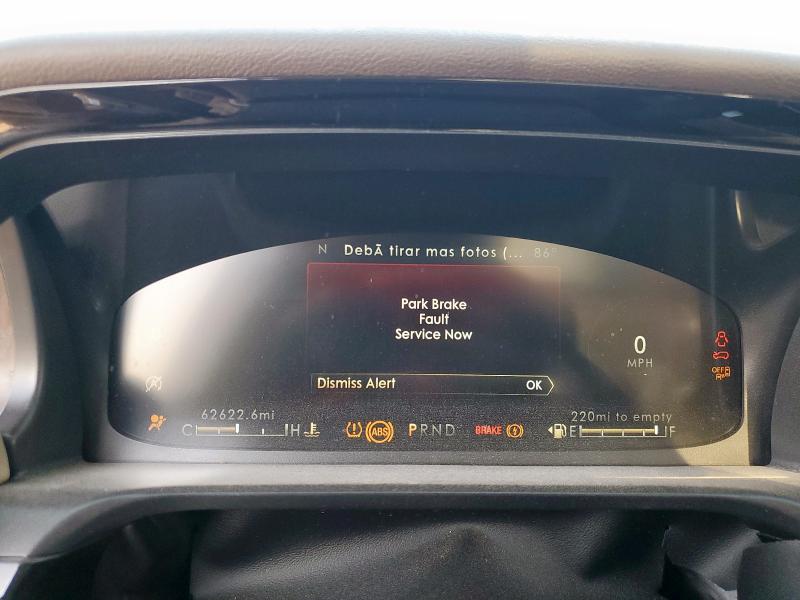 N DebÃ tirar mas fotos (... 86°
Park Brake
Fault
Service Now
0
MPH
Dismiss Alert OK
OFF
62622.6mi
220mi to empty
C H ABS PRND BRAKE E F